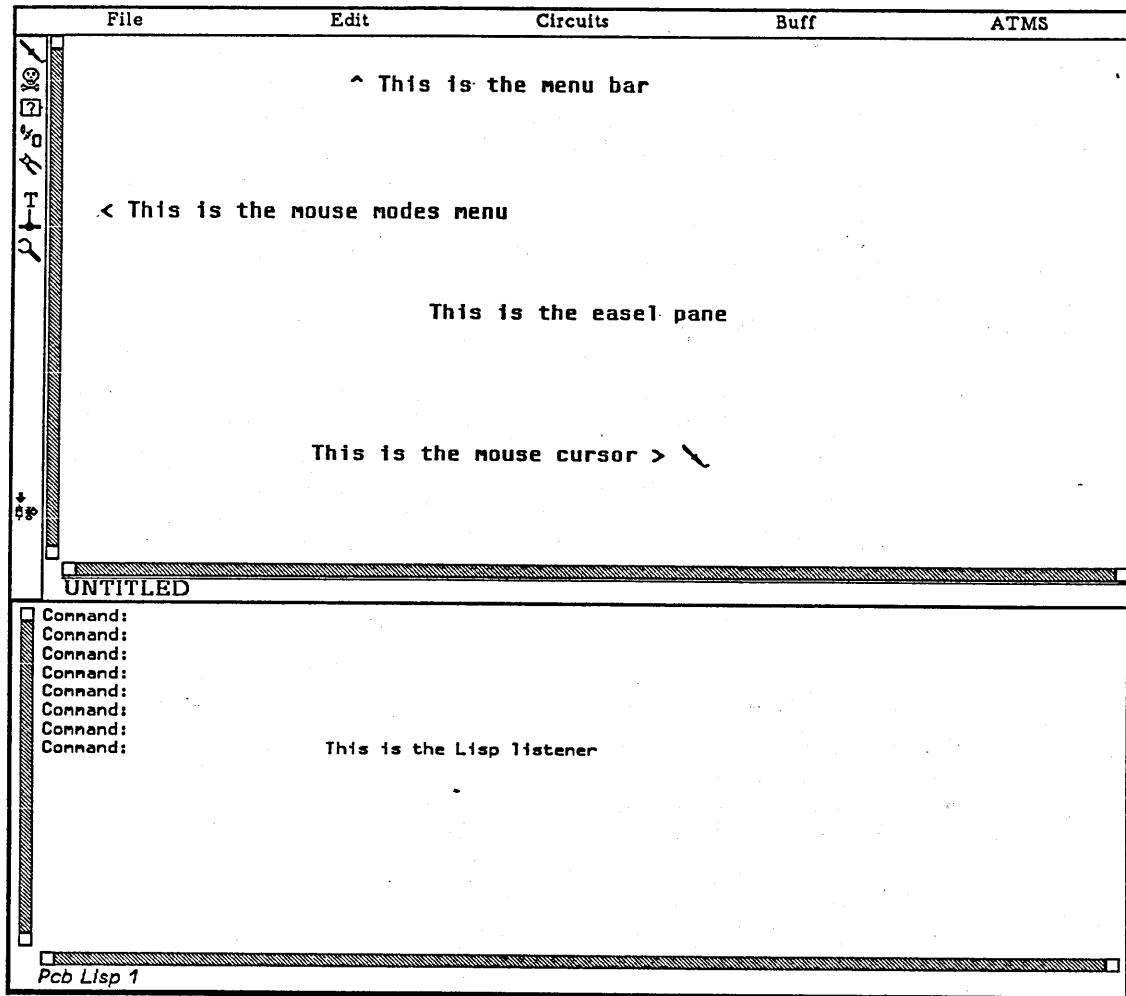 File Edit Circuits Buff ATMS
^ This is the menu bar
?
T
< This is the mouse modes menu
This is the easel pane
This is the mouse cursor >
UNTITLED
Command:
Command:
Command:
Command:
Command:
Command:
Command:
Command: This is the Lisp listener
Pcb Lisp 1